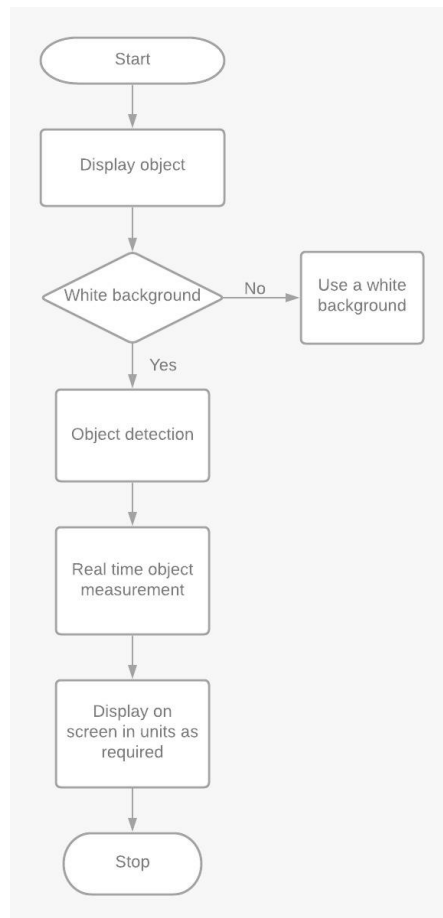 Start
Display object
White background
No
Use a white
background
Yes
Object detection
Real time object
measurement
Display on
screen in units as
required
Stop